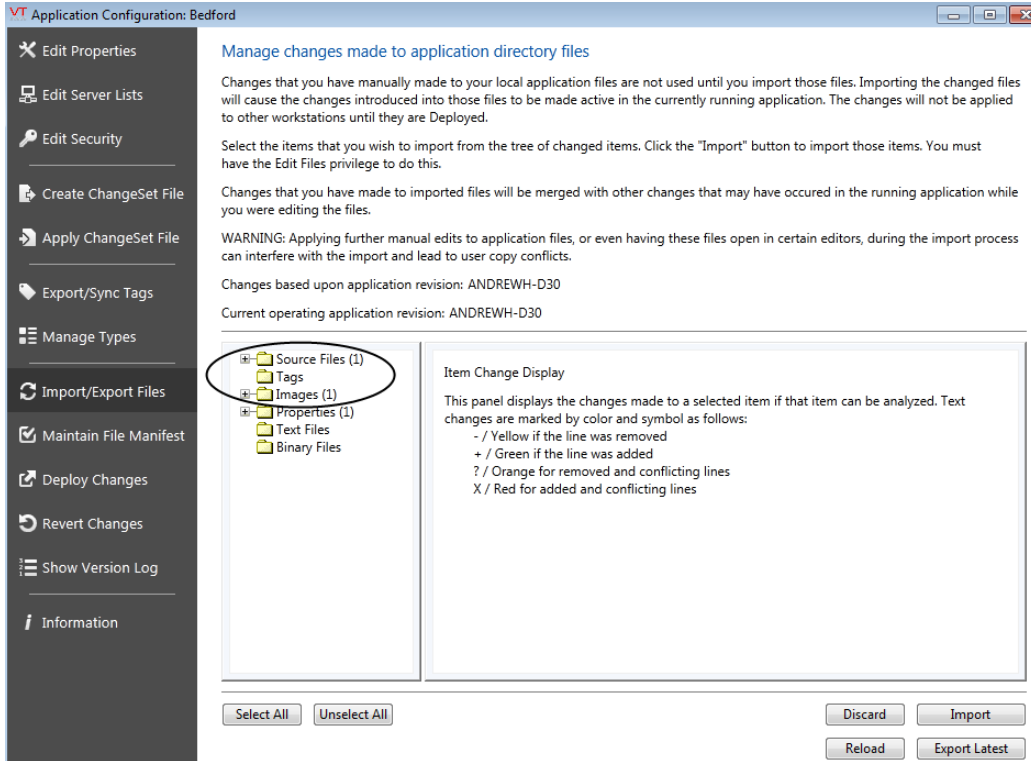 VT Application Configuration: Bedford
Edit Properties
Edit Server Lists
Edit Security
Create ChangeSet File
Apply ChangeSet File
Export/Sync Tags
Manage Types
Import/Export Files
Maintain File Manifest
Deploy Changes
Revert Changes
Show Version Log
i Information
Manage changes made to application directory files
Changes that you have manually made to your local application files are not used until you import those files. Importing the changed files
will cause the changes introduced into those files to be made active in the currently running application. The changes will not be applied
to other workstations until they are Deployed.
Select the items that you wish to import from the tree of changed items. Click the "Import" button to import those items. You must
have the Edit Files privilege to do this.
Changes that you have made to imported files will be merged with other changes that may have occured in the running application while
you were editing the files.
WARNING: Applying further manual edits to application files, or even having these files open in certain editors, during the import process
can interfere with the import and lead to user copy conflicts.
Changes based upon application revision: ANDREWH-D30
Current operating application revision: ANDREWH-D30
Source Files (1)
Tags
Images (1)
Properties (1)
Text Files
Binary Files
Item Change Display
This panel displays the changes made to a selected item if that item can be analyzed. Text
changes are marked by color and symbol as follows:
- / Yellow if the line was removed
+ / Green if the line was added
? / Orange for removed and conflicting lines
X / Red for added and conflicting lines
Select All
Unselect All
Discard
Import
Reload
Export Latest